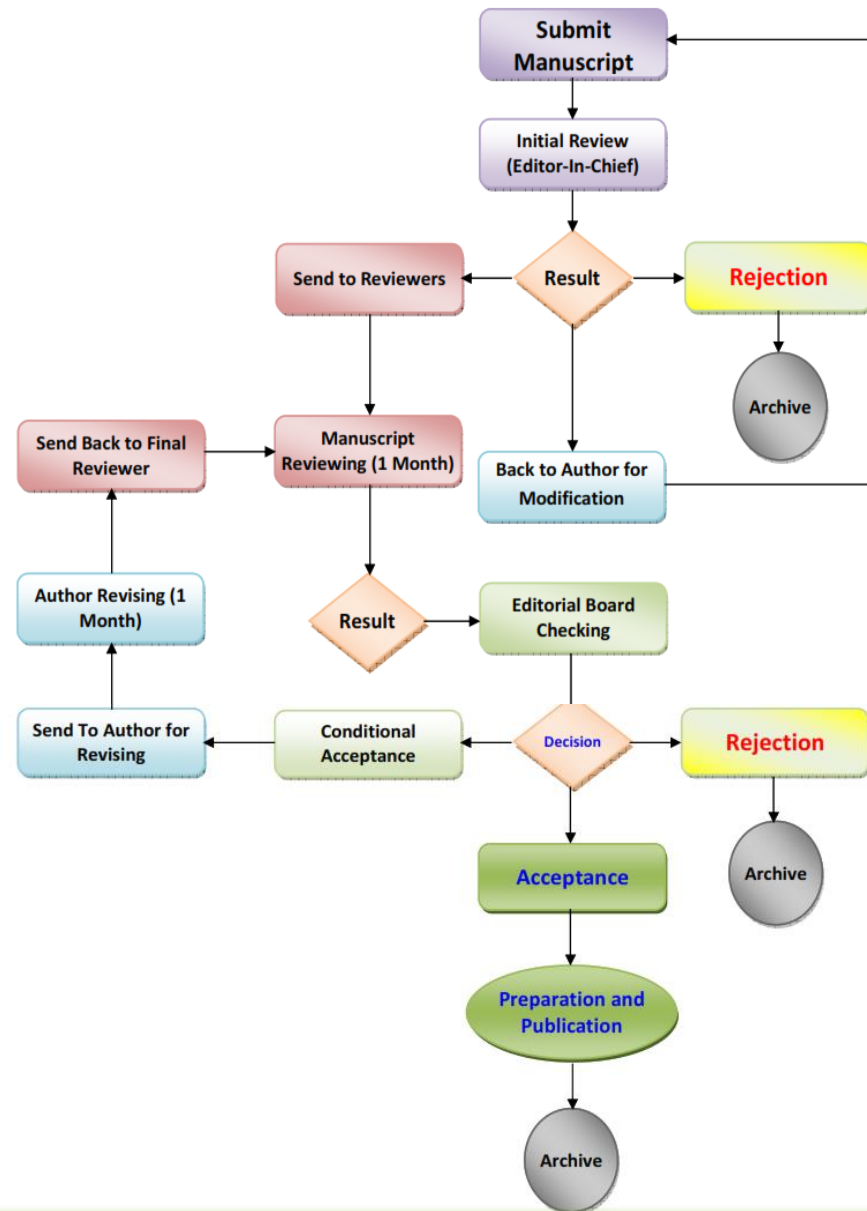 Submit
Manuscript
Initial Review
(Editor-In-Chief)
Send to Reviewers
Result
Rejection
Archive
Send Back to Final
Reviewer
Manuscript
Reviewing (1 Month)
Back to Author for
Modification
Author Revising (1
Month)
Result
Editorial Board
Checking
Send To Author for
Revising
Conditional
Acceptance
Decision
Rejection
Archive
Acceptance
Preparation and
Publication
Archive